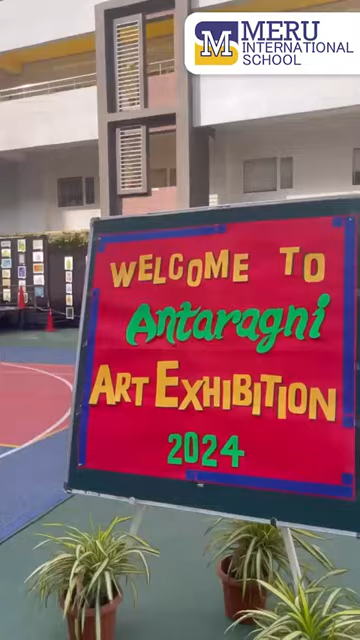 MERU
INTERNATIONAL
SCHOOL
WELCOME TO
Antaragni
ART EXHIBITION
2024